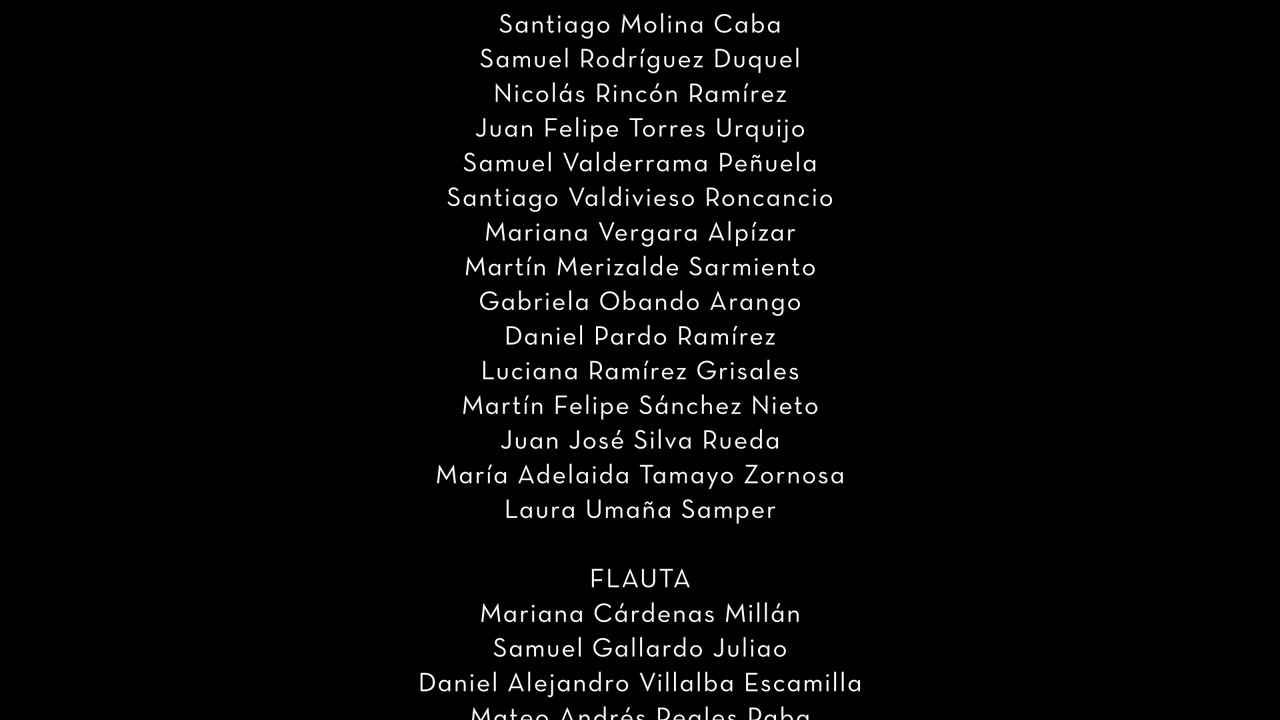 Santiago Molina Caba
Samuel Rodríguez Duquel
Nicolás Rincón Ramírez
Juan Felipe Torres Urquijo
Samuel Valderrama Peñuela
Santiago Valdivieso Roncancio
Mariana Vergara Alpízar
Martín Merizalde Sarmiento
Gabriela Obando Arango
Daniel Pardo Ramírez
Luciana Ramírez Grisales
Martín Felipe Sánchez Nieto
Juan José Silva Rueda
María Adelaida Tamayo Zornosa
Laura Umaña Samper
FLAUTA
Mariana Cárdenas Millán
Samuel Gallardo Juliao
Daniel Alejandro Villalba Escamilla
Mateo Andrés